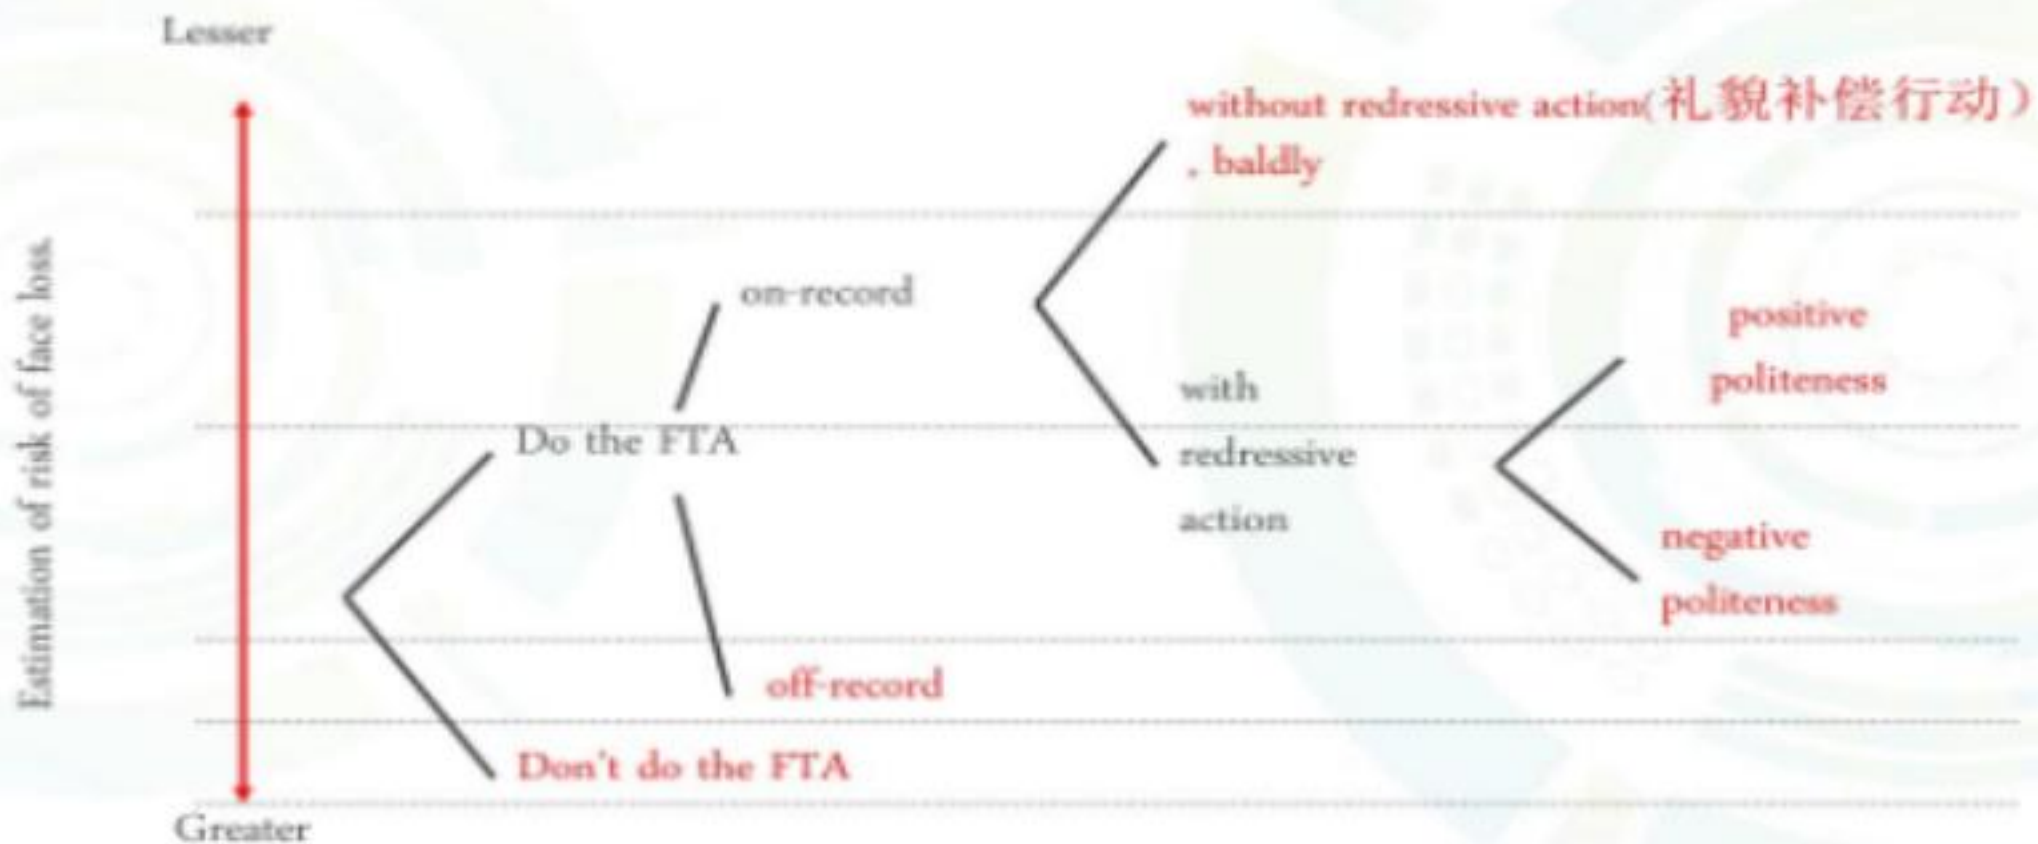 Lesser
without redressive action(礼貌补偿行动)
, baldly
on-record
positive
politeness
with
redressive
action
Do the FTA
negative
politeness
off-record
Don't do the FTA
Greater
Estimation of risk of face loss.